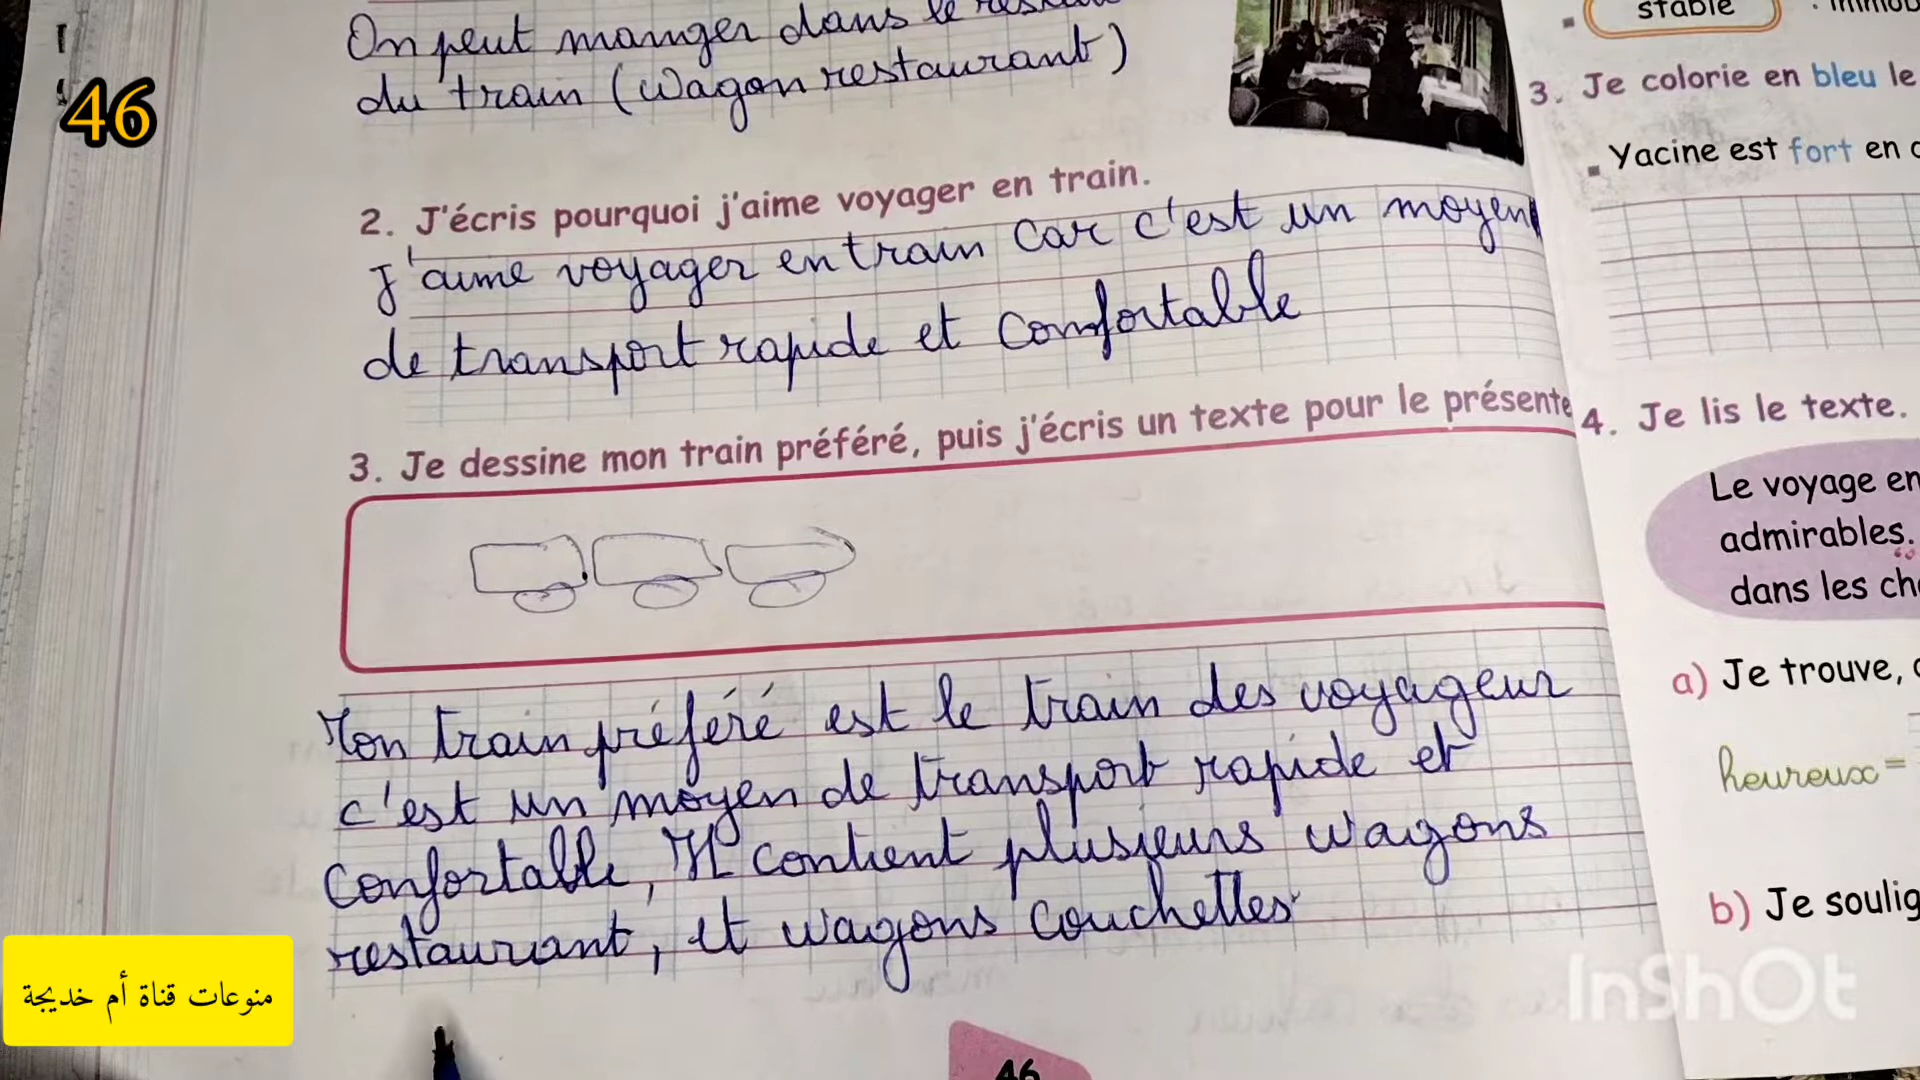 46
On peut manger dans le
du train (wagon restaurant)
2. J'écris pourquoi j'aime voyager en train.
J'aime voyager en train car c'est un moyen
de transport rapide et comfortable
3. Je dessine mon train préféré, puis j'écris un texte pour le présente
Mon train préféré est le train des voyageur
c'est un moyen de transport rapide et
confortable, Il contient plusieurs wagons
restaurant, et wagons couchettes
46
stable
3. Je colorie en bleu le
Yacine est fort en
4. Je lis le texte.
Le voyage en
admirables.
dans les
a) Je trouve,
heureux =
b) Je
منوعات قناة أم خديجة
InShOt